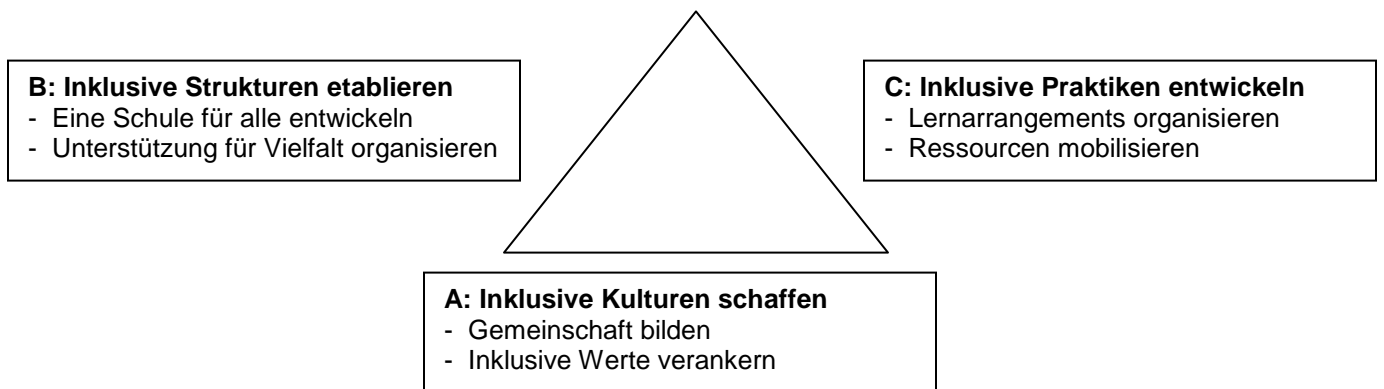 B: Inklusive Strukturen etablieren
- Eine Schule für alle entwickeln
- Unterstützung für Vielfalt organisieren
C: Inklusive Praktiken entwickeln
- Lernarrangements organisieren
- Ressourcen mobilisieren
A: Inklusive Kulturen schaffen
- Gemeinschaft bilden
- Inklusive Werte verankern